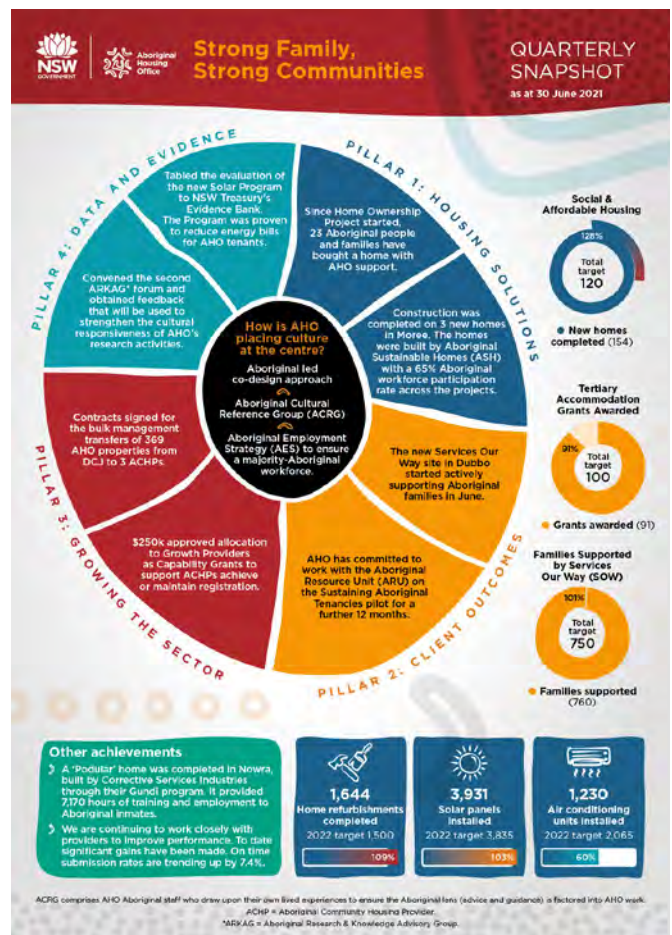 NSW
GOVERNMENT
Aboriginal
Housing
Office
Strong Family,
Strong Communities
QUARTERLY
SNAPSHOT
as at 30 June 2021
PILLAR 1: HOUSING SOLUTIONS
Since Home Ownership
Project started,
23 Aboriginal people
and families have
bought a home with
AHO support.
Construction was
completed on 3 new homes
in Moree. The homes
were built by Aboriginal
Sustainable Homes (ASH)
with a 65% Aboriginal
workforce participation
rate across the projects.
PILLAR 2: CLIENT OUTCOMES
The new Services Our
Way site in Dubbo
started actively
supporting Aboriginal
families in June.
AHO has committed to
work with the Aboriginal
Resource Unit (ARU) on
the Sustaining Aboriginal
Tenancies pilot for a
further 12 months.
PILLAR 3: GROWING THE SECTOR
$250k approved allocation
to Growth Providers
as Capability Grants to
support ACHPs achieve
or maintain registration.
Contracts signed for
the bulk management
transfers of 369
AHO properties from
DCJ to 3 ACHPs.
PILLAR 4: DATA AND EVIDENCE
Convened the second
ARKAG* forum and
obtained feedback
that will be used to
strengthen the cultural
responsiveness of AHO's
research activities.
Tabled the evaluation of
the new Solar Program
to NSW Treasury's
Evidence Bank.
The Program was proven
to reduce energy bills
for AHO tenants.
How is AHO
placing culture
at the centre?
Aboriginal led
co-design approach
Aboriginal Cultural
Reference Group (ACRG)
Aboriginal Employment
Strategy (AES) to ensure
a majority-Aboriginal
workforce.
Social &
Affordable Housing
128%
Total
target
120
New homes
completed (154)
Tertiary
Accommodation
Grants Awarded
91%
Total
target
100
Grants awarded (91)
Families Supported
by Services
Our Way (SOW)
101%
Total
target
750
Families supported
(760)
Other achievements
A 'Podular' home was completed in Nowra,
built by Corrective Services Industries
through their Gundi program. It provided
7,170 hours of training and employment to
Aboriginal inmates.
We are continuing to work closely with
providers to improve performance. To date
significant gains have been made. On time
submission rates are trending up by 7.4%.
1,644
Home refurbishments
completed
2022 target 1,500
109%
3,931
Solar panels
installed
2022 target 3,835
103%
1,230
Air conditioning
units installed
2022 target 2,065
60%
ACRG comprises AHO Aboriginal staff who draw upon their own lived experiences to ensure the Aboriginal lens (advice and guidance) is factored into AHO work.
ACHP = Aboriginal Community Housing Provider.
*ARKAG = Aboriginal Research & Knowledge Advisory Group.